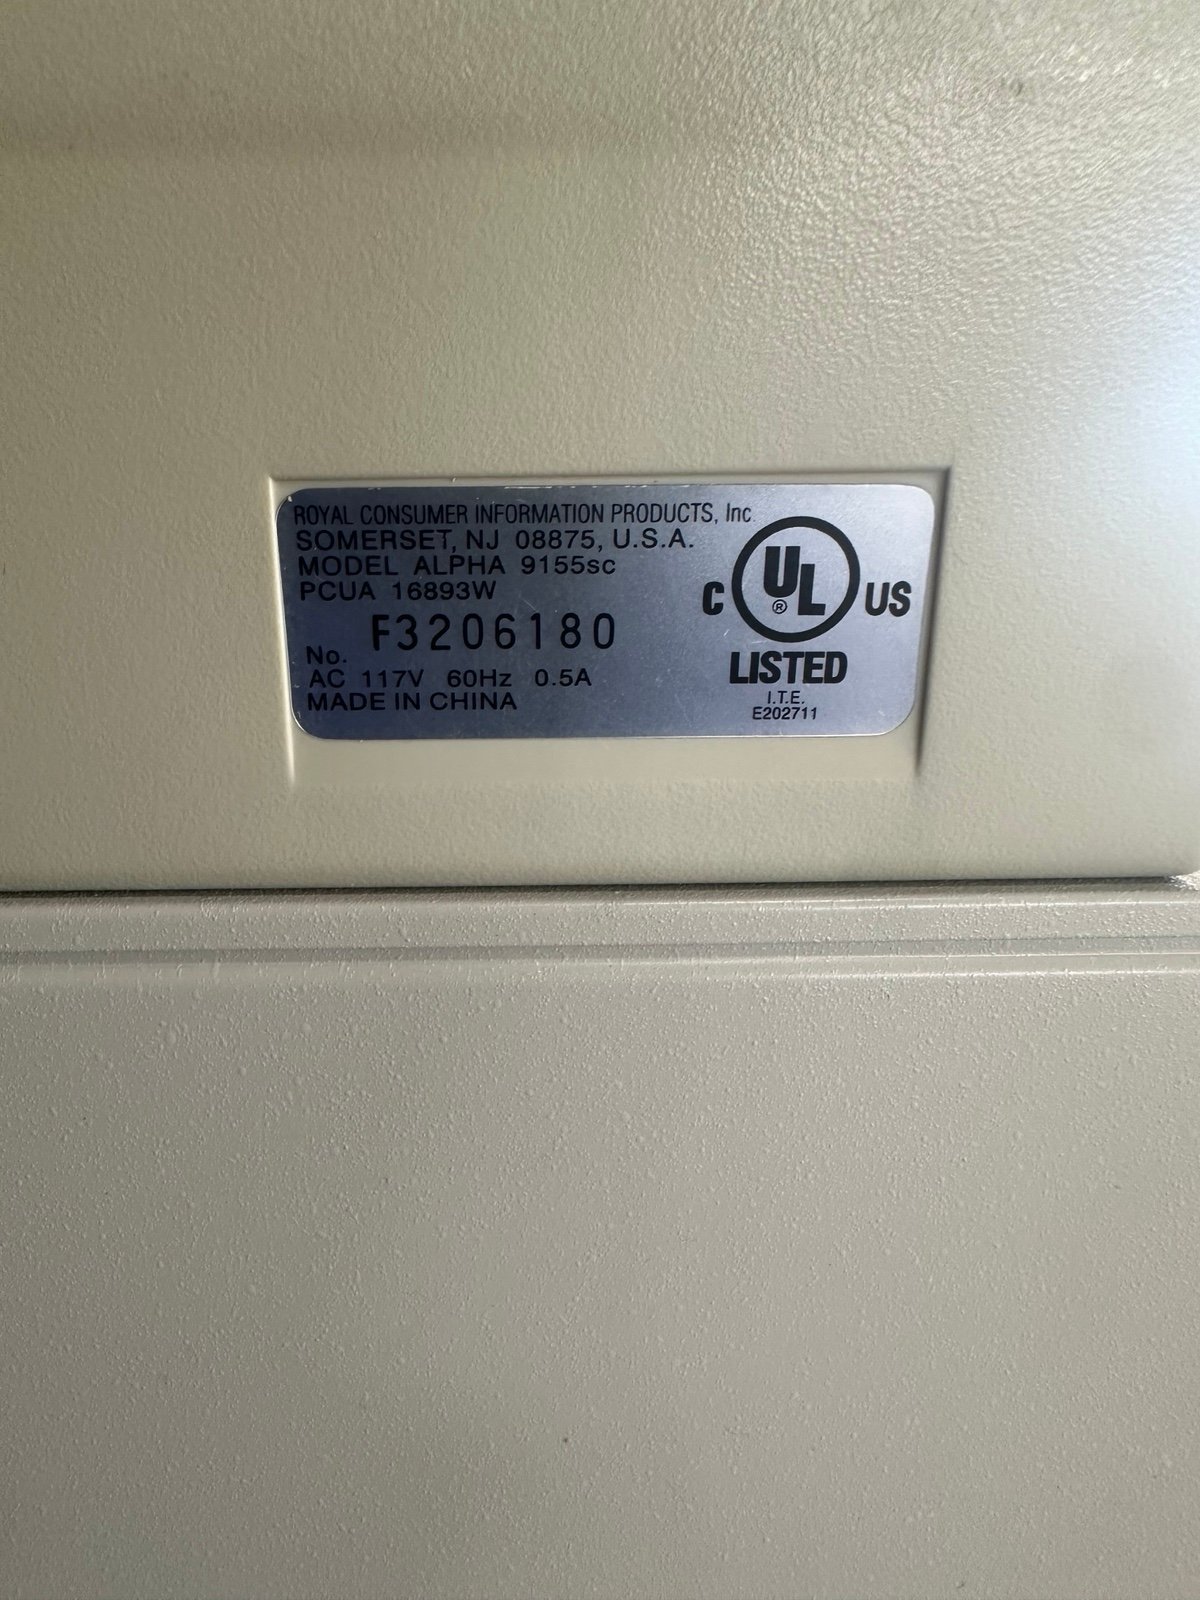 ROYAL CONSUMER INFORMATION PRODUCTS, Inc.
SOMERSET, NJ 08875, U.S.A.
MODEL ALPHA 9155sc
PCUA 16893W
No. F3206180
AC 117V 60Hz 0.5A
MADE IN CHINA
C UL ® US
LISTED
I.T.E.
E202711